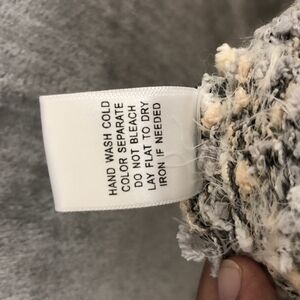 HAND WASH COLD
COLOR SEPARATE
DO NOT BLEACH
LAY FLAT TO DRY
IRON IF NEEDED